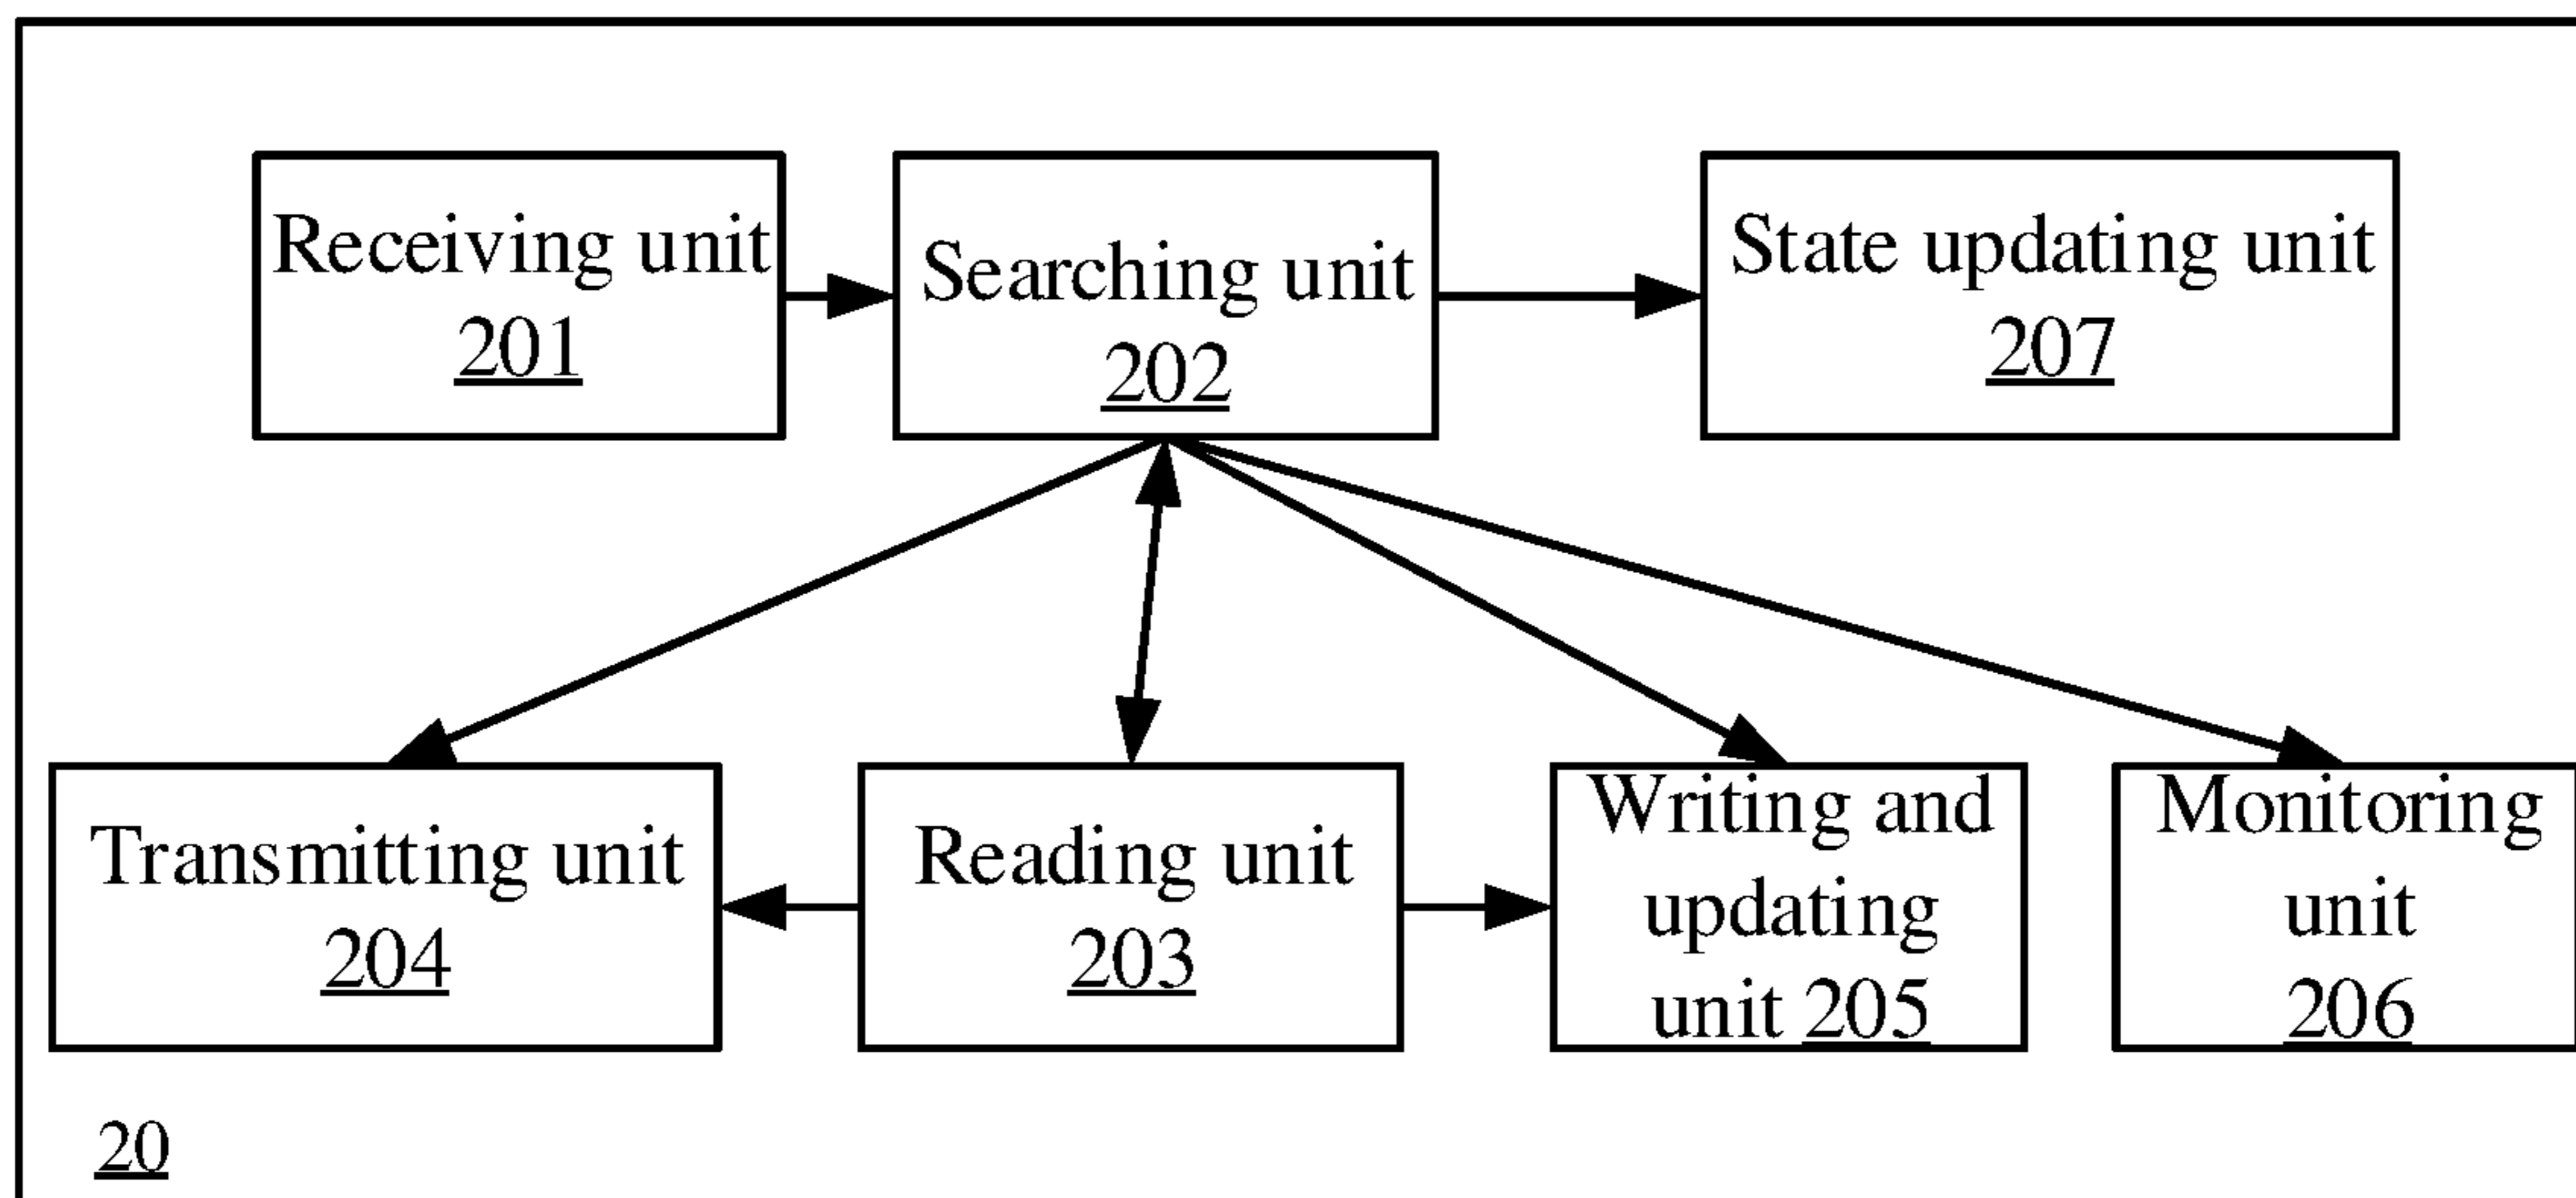 Receiving unit
201
Searching unit
202
State updating unit
207
Transmitting unit
204
Reading unit
203
Writing and
updating
unit 205
Monitoring
unit
206
20